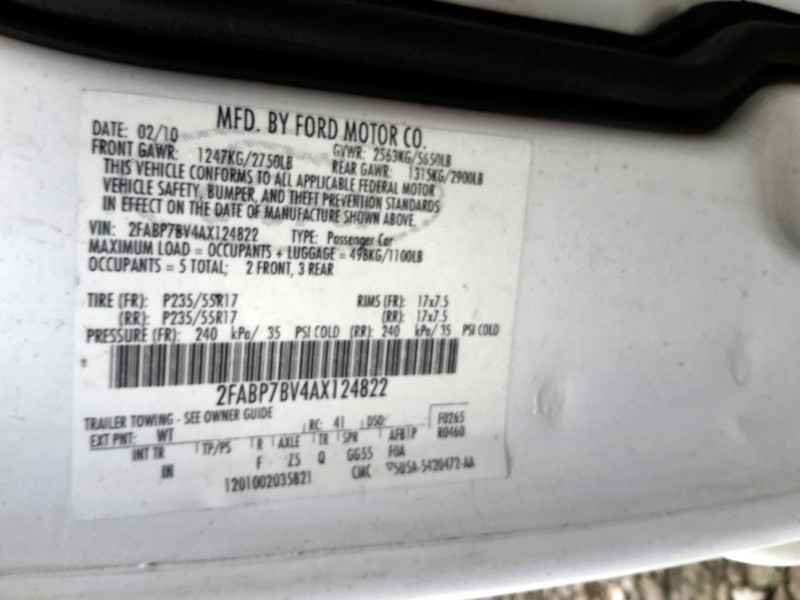 MFD. BY FORD MOTOR CO.
DATE: 02/10 GVWR: 2563KG/5650LB
FRONT GAWR: 1247KG/2750LB REAR GAWR: 1315KG/2900LB
THIS VEHICLE CONFORMS TO ALL APPLICABLE FEDERAL MOTOR
VEHICLE SAFETY, BUMPER, AND THEFT PREVENTION STANDARDS
IN EFFECT ON THE DATE OF MANUFACTURE SHOWN ABOVE.
VIN: 2FABP7BV4AX124822 TYPE: Passenger Car
MAXIMUM LOAD = OCCUPANTS + LUGGAGE = 498KG/1100LB
OCCUPANTS = 5 TOTAL; 2 FRONT, 3 REAR
TIRE (FR): P235/55R17 RIMS (FR): 17x7.5
(RR): P235/55R17 (RR): 17x7.5
PRESSURE (FR): 240 kPa/ 35 PSI COLD (RR): 240 kPa/ 35 PSI COLD
2FABP7BV4AX124822
TRAILER TOWING - SEE OWNER GUIDE RC: 41 DSO: F0265
EXT PNT: WT R0460
INT TR TP/PS R AXLE TR SPR AFB TP
IN F Z5 Q GG55 F0A
1201002035821 CMC 5U5A-5420472-AA